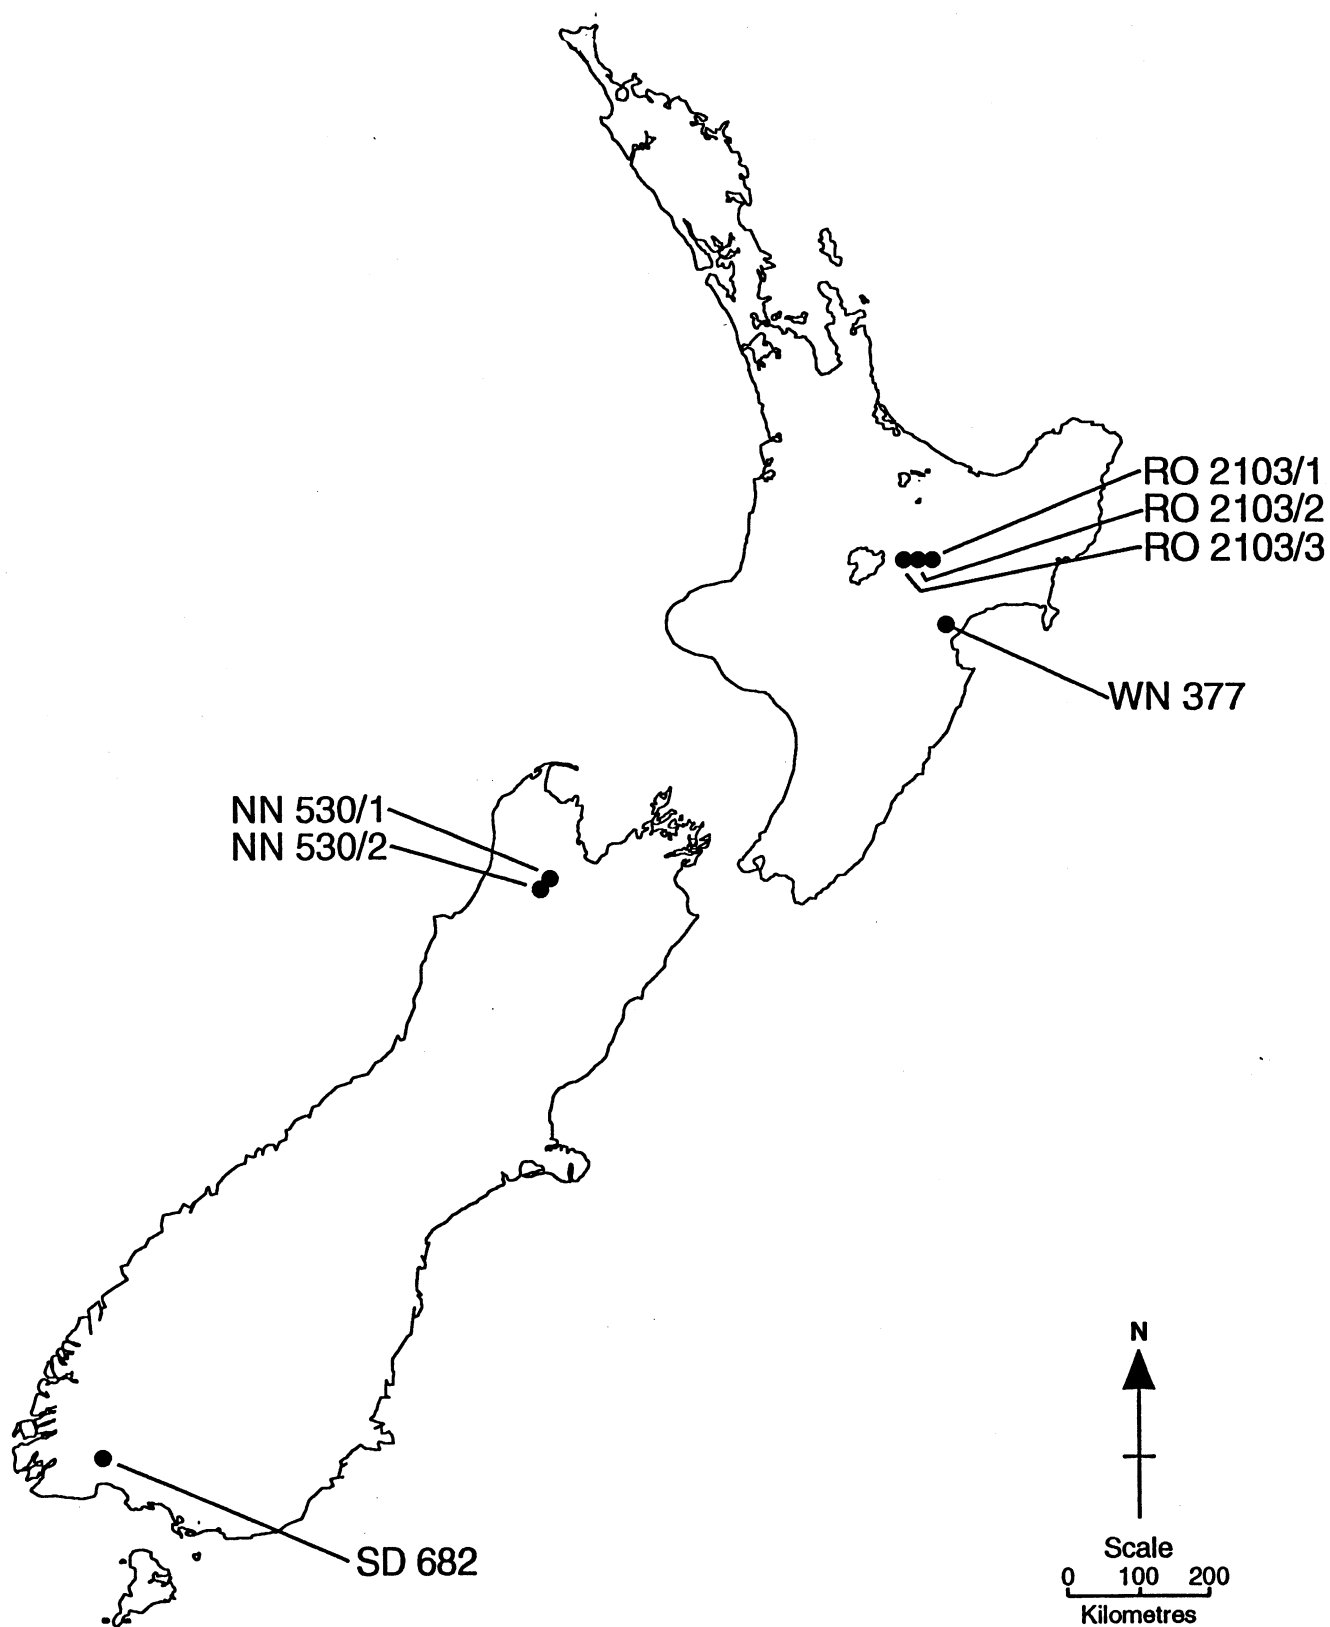 RO 2103/1
RO 2103/2
RO 2103/3
WN 377
NN 530/1
NN 530/2
SD 682
N
Scale
0 100 200
Kilometres